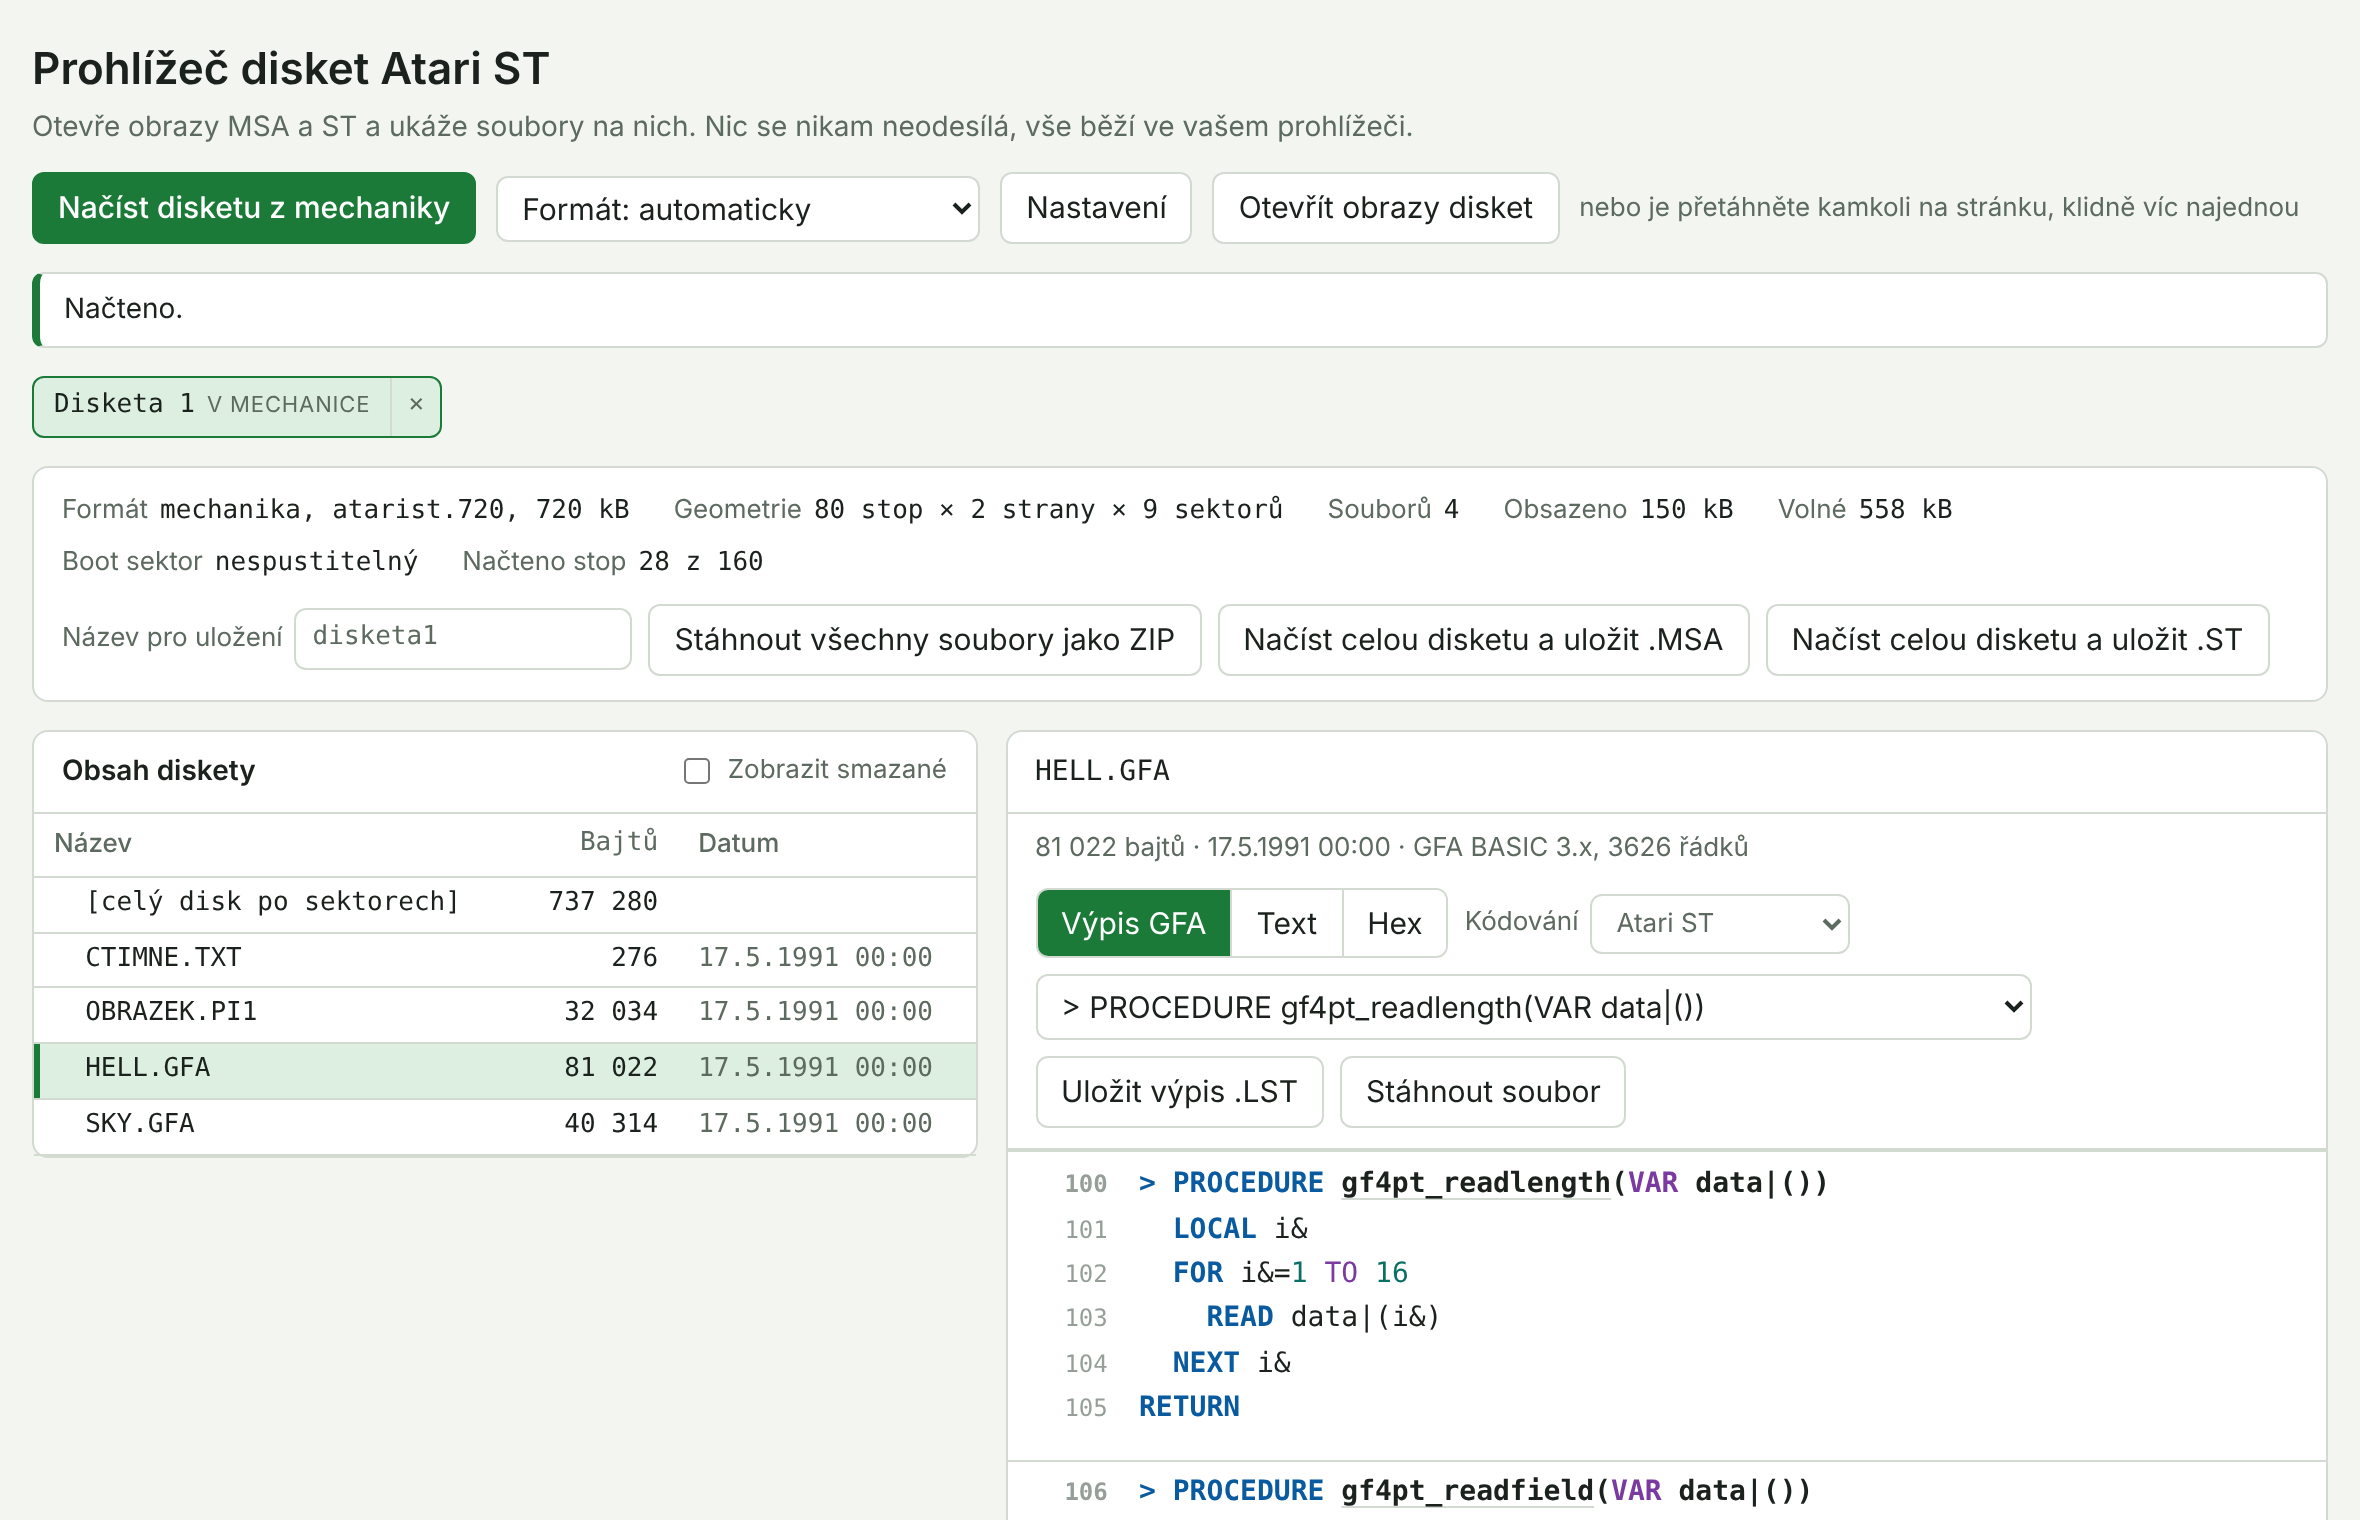 Prohlížeč disket Atari ST
Otevře obrazy MSA a ST a ukáže soubory na nich. Nic se nikam neodesílá, vše běží ve vašem prohlížeči.
Načíst disketu z mechaniky Formát: automaticky Nastavení Otevřít obrazy disket nebo je přetáhněte kamkoli na stránku, klidně víc najednou
Načteno.
Disketa 1 V MECHANICE ×
Formát mechanika, atarist.720, 720 kB Geometrie 80 stop × 2 strany × 9 sektorů Souborů 4 Obsazeno 150 kB Volné 558 kB
Boot sektor nespustitelný Načteno stop 28 z 160
Název pro uložení disketa1 Stáhnout všechny soubory jako ZIP Načíst celou disketu a uložit .MSA Načíst celou disketu a uložit .ST
Obsah diskety Zobrazit smazané
Název Bajtů Datum
[celý disk po sektorech] 737 280
CTIMNE.TXT 276 17.5.1991 00:00
OBRAZEK.PI1 32 034 17.5.1991 00:00
HELL.GFA 81 022 17.5.1991 00:00
SKY.GFA 40 314 17.5.1991 00:00
HELL.GFA
81 022 bajtů · 17.5.1991 00:00 · GFA BASIC 3.x, 3626 řádků
Výpis GFA Text Hex Kódování Atari ST
> PROCEDURE gf4pt_readlength(VAR data|())
Uložit výpis .LST Stáhnout soubor
100 > PROCEDURE gf4pt_readlength(VAR data|())
101 LOCAL i&
102 FOR i&=1 TO 16
103 READ data|(i&)
104 NEXT i&
105 RETURN
106 > PROCEDURE gf4pt_readfield(VAR data|())